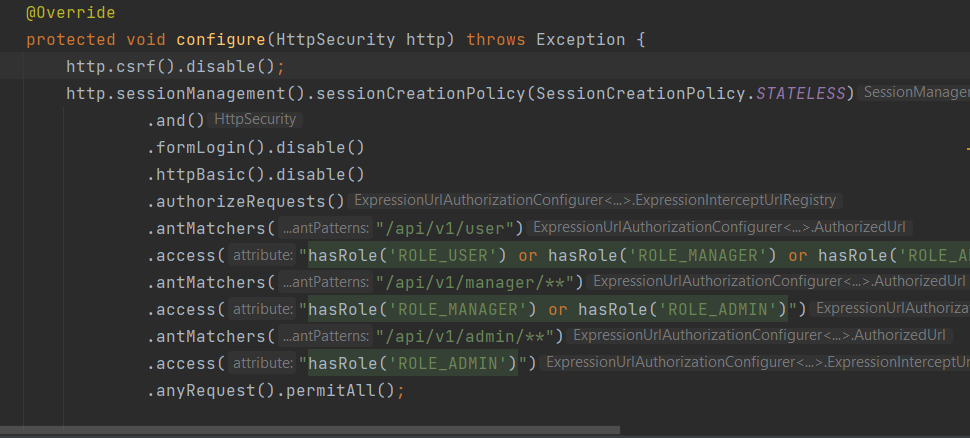 @Override
protected void configure(HttpSecurity http) throws Exception {
http.csrf().disable();
http.sessionManagement().sessionCreationPolicy(SessionCreationPolicy.STATELESS) SessionManager
.and() HttpSecurity
.formLogin().disable()
.httpBasic().disable()
.authorizeRequests() ExpressionUrlAuthorizationConfigurer<...>.ExpressionInterceptUrlRegistry
.antMatchers( ...antPatterns: "/api/v1/user") ExpressionUrlAuthorizationConfigurer<...>.AuthorizedUrl
.access( attribute: "hasRole('ROLE_USER') or hasRole('ROLE_MANAGER') or hasRole('ROLE_A
.antMatchers( ...antPatterns: "/api/v1/manager/**") ExpressionUrlAuthorizationConfigurer<...>.AuthorizedUrl
.access( attribute: "hasRole('ROLE_MANAGER') or hasRole('ROLE_ADMIN')") ExpressionUrlAuthoriza
.antMatchers( ...antPatterns: "/api/v1/admin/**") ExpressionUrlAuthorizationConfigurer<...>.AuthorizedUrl
.access( attribute: "hasRole('ROLE_ADMIN')") ExpressionUrlAuthorizationConfigurer<...>.ExpressionInterceptUr
.anyRequest().permitAll();